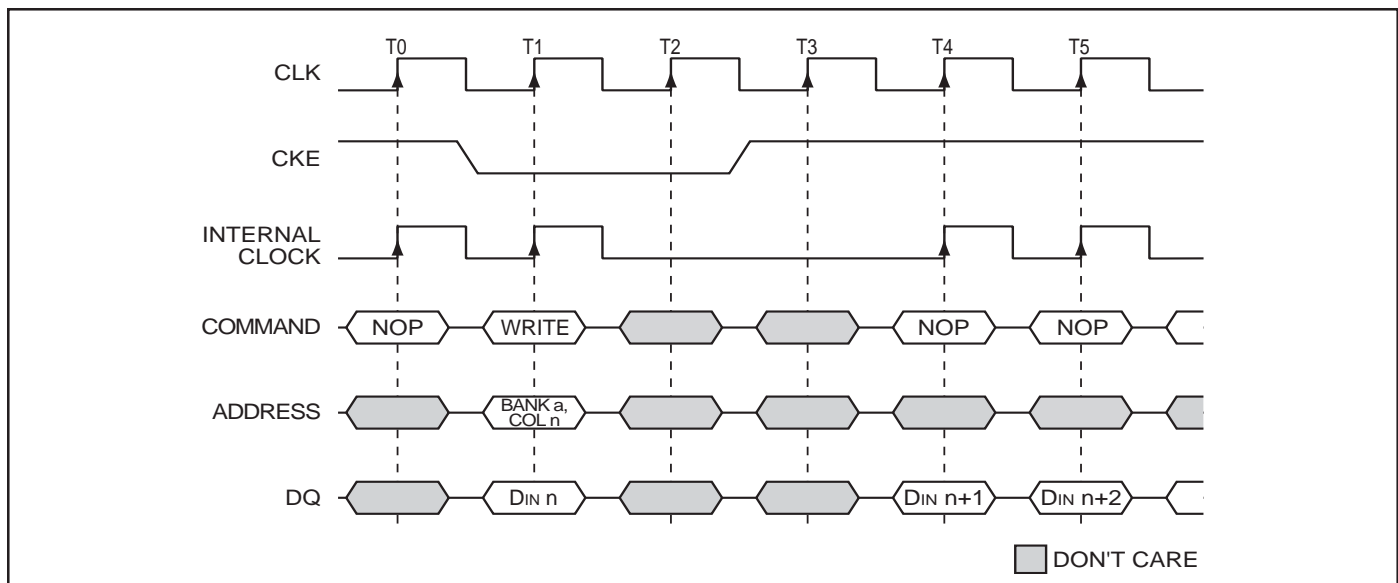 T0 T1 T2 T3 T4 T5
CLK
CKE
INTERNAL
CLOCK
COMMAND NOP WRITE NOP NOP
ADDRESS BANK a,
COL n
DQ DIN n DIN n+1 DIN n+2
DON'T CARE